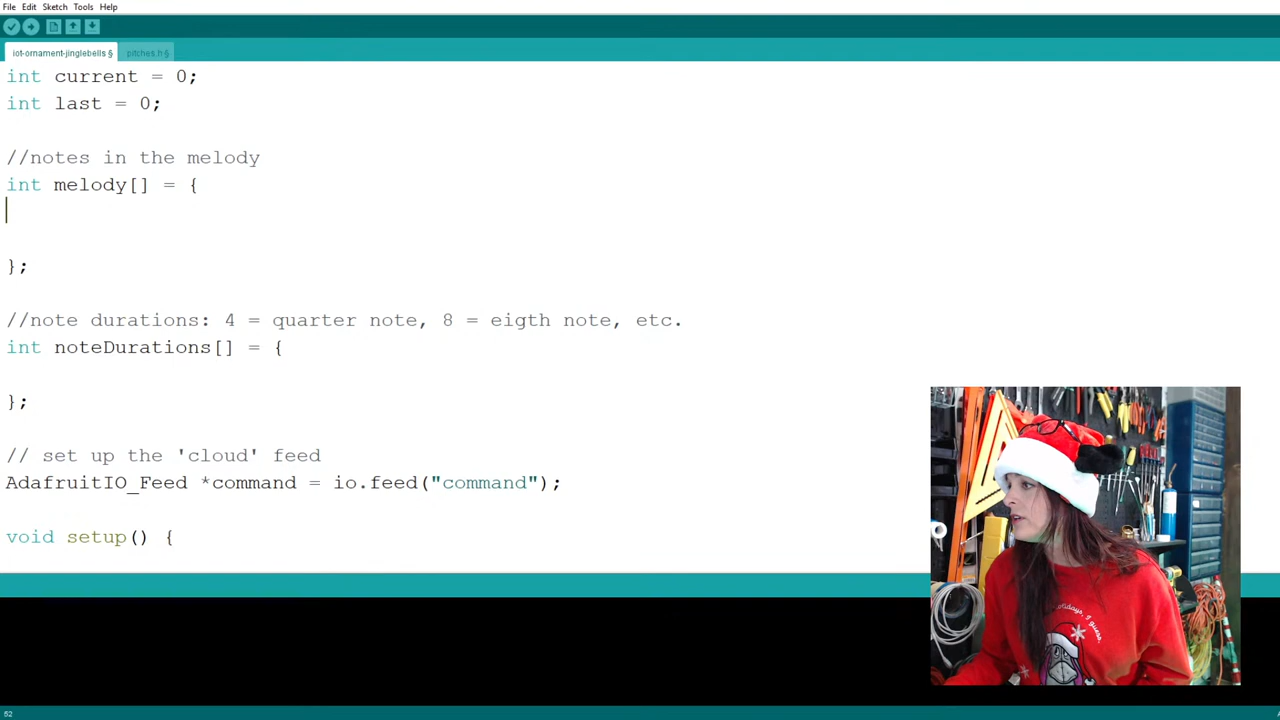 File Edit Sketch Tools Help
iot-ornament-jinglebells § pitches.h §
int current = 0;
int last = 0;
//notes in the melody
int melody[] = {
};
//note durations: 4 = quarter note, 8 = eigth note, etc.
int noteDurations[] = {
};
// set up the 'cloud' feed
AdafruitIO_Feed *command = io.feed("command");
void setup() {
52